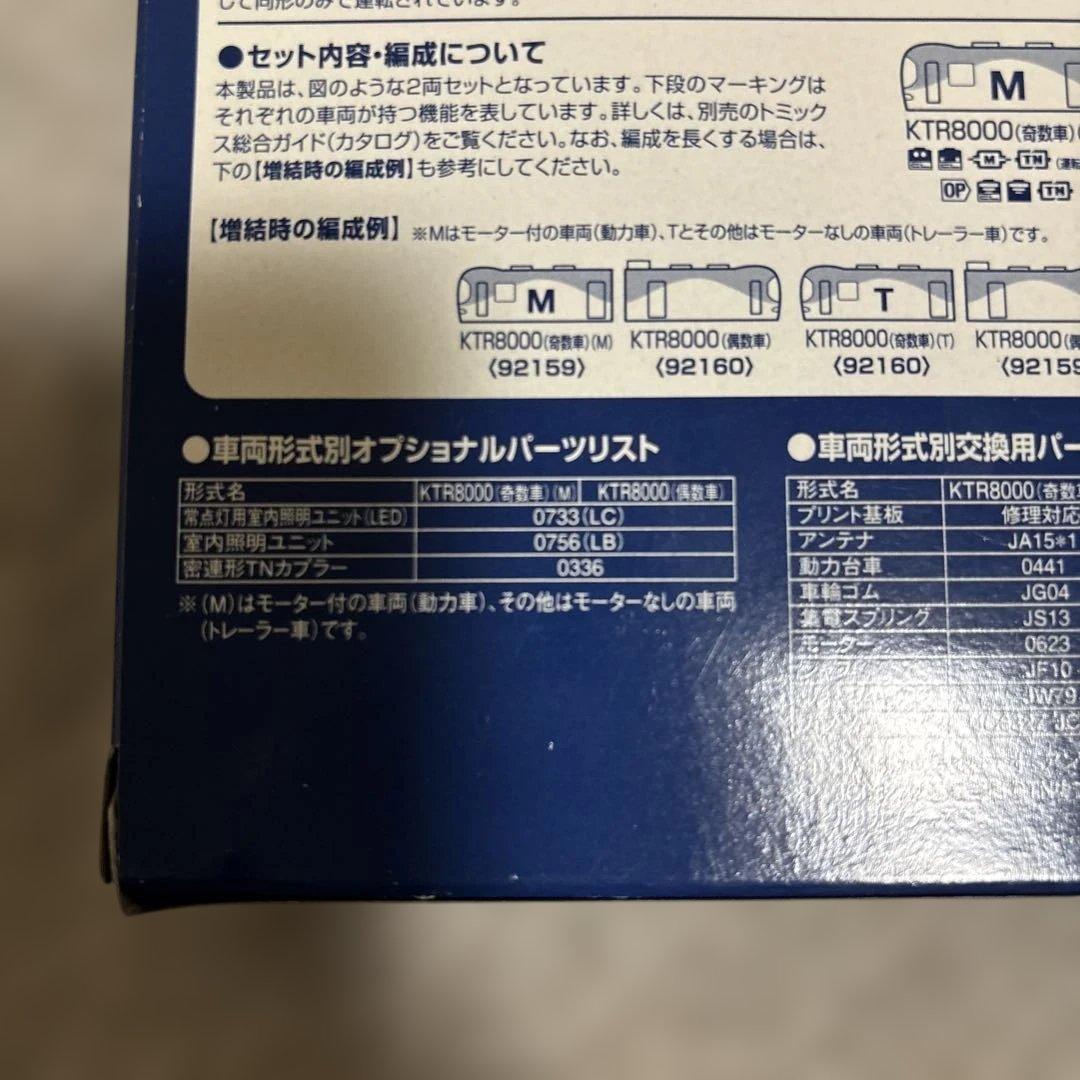 して同形のみで運転されています。
●セット内容・編成について
本製品は、図のような2両セットとなっています。下段のマーキングは
それぞれの車両が持つ機能を表しています。詳しくは、別売のトミック
ス総合ガイド(カタログ)をご覧ください。なお、編成を長くする場合は、
下の【増結時の編成例】も参考にしてください。
M
KTR8000(奇数車)
M TN (運転
OP TN
【増結時の編成例】 ※Mはモーター付の車両(動力車)、Tとその他はモーターなしの車両(トレーラー車)です。
M T
KTR8000(奇数車)(M) KTR8000(偶数車) KTR8000(奇数車)(T) KTR8000(偶
〈92159〉 〈92160〉 〈92160〉 〈92159
●車両形式別オプショナルパーツリスト
形式名 KTR8000(奇数車)(M) KTR8000(偶数車)
常点灯用室内照明ユニット(LED) 0733(LC)
室内照明ユニット 0756(LB)
密連形TNカプラー 0336
※(M)はモーター付の車両(動力車)、その他はモーターなしの車両
(トレーラー車)です。
●車両形式別交換用パー
形式名 KTR8000(奇数車
プリント基板 修理対応
アンテナ JA15*1
動力台車 0441
車輪ゴム JG04
集電スプリング JS13
モーター 0623
JF10
JW79
JC